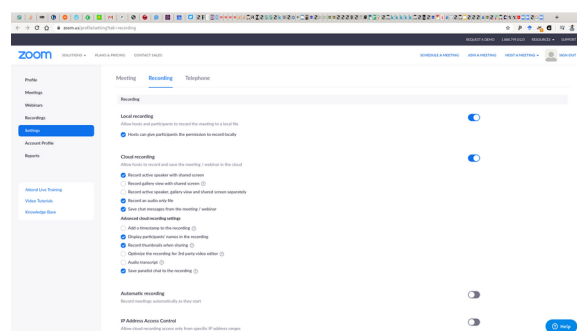 zoom.us/profile/setting?tab=recording
REQUEST A DEMO 1.888.799.0123 RESOURCES SUPPORT
zoom SOLUTIONS PLANS & PRICING CONTACT SALES SCHEDULE A MEETING JOIN A MEETING HOST A MEETING SIGN OUT
Profile
Meetings
Webinars
Recordings
Settings
Account Profile
Reports
Attend Live Training
Video Tutorials
Knowledge Base
Meeting Recording Telephone
Recording
Local recording
Allow hosts and participants to record the meeting to a local file
Hosts can give participants the permission to record locally
Cloud recording
Allow hosts to record and save the meeting / webinar in the cloud
Record active speaker with shared screen
Record gallery view with shared screen
Record active speaker, gallery view and shared screen separately
Record an audio only file
Save chat messages from the meeting / webinar
Advanced cloud recording settings
Add a timestamp to the recording
Display participants' names in the recording
Record thumbnails when sharing
Optimize the recording for 3rd party video editor
Audio transcript
Save panelist chat to the recording
Automatic recording
Record meetings automatically as they start
IP Address Access Control
Allow cloud recording access only from specific IP address ranges
Help